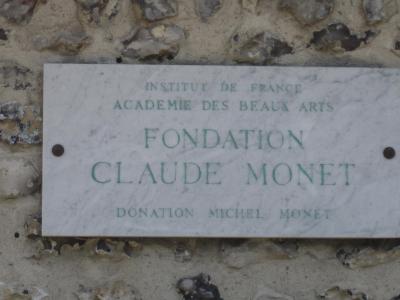 INSTITUT DE FRANCE
ACADEMIE DES BEAUX ARTS
FONDATION
CLAUDE MONET
DONATION MICHEL MONET